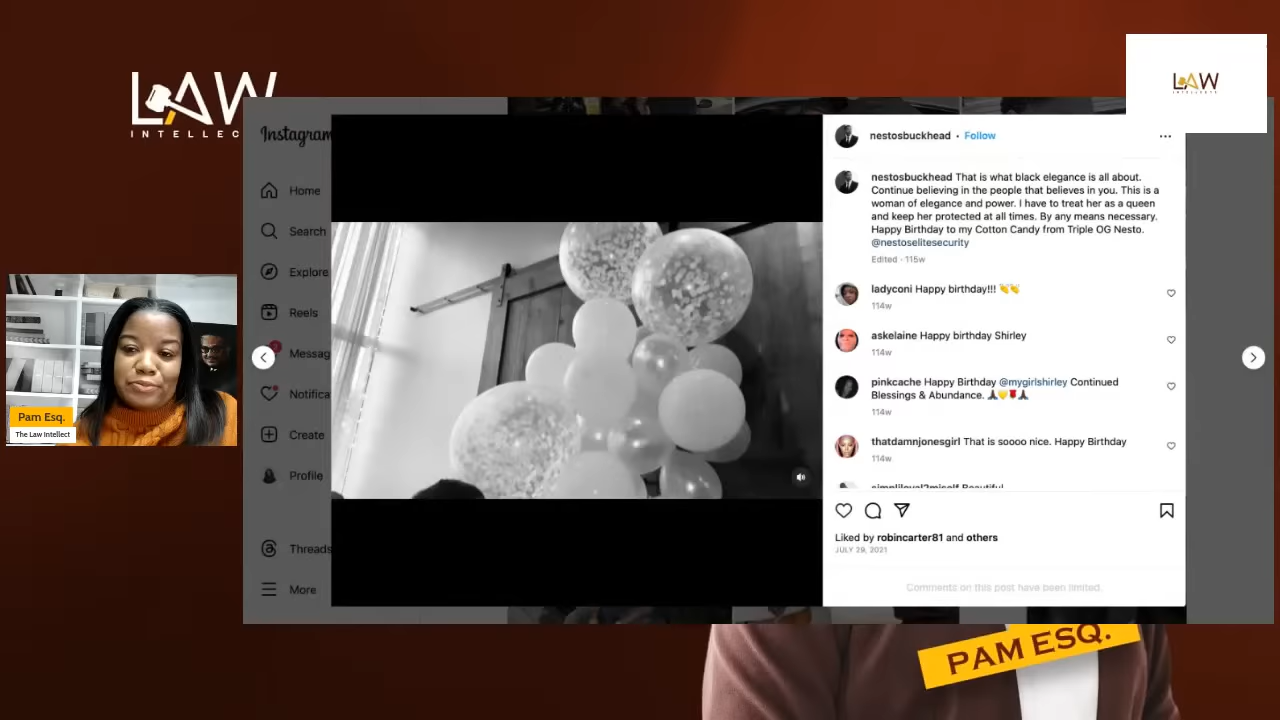 LAW
INTELLEC
LAW
INTELLECTS
Instagram
Home
Search
Explore
Reels
Messag
Notifica
Create
Profile
Threads
More
nestosbuckhead • Follow
nestosbuckhead That is what black elegance is all about.
Continue believing in the people that believes in you. This is a
woman of elegance and power. I have to treat her as a queen
and keep her protected at all times. By any means necessary.
Happy Birthday to my Cotton Candy from Triple OG Nesto.
@nestoselitesecurity
Edited · 115w
ladyconi Happy birthday!!! 👏👏
114w
askelaine Happy birthday Shirley
114w
pinkcache Happy Birthday @mygirlshirley Continued
Blessings & Abundance. 🙏🏿💛🌹🙏🏿
114w
thatdamnjonesgirl That is soooo nice. Happy Birthday
114w
Beautiful
Liked by robincarter81 and others
JULY 29, 2021
Comments on this post have been limited.
Pam Esq.
The Law Intellect
PAM ESQ.